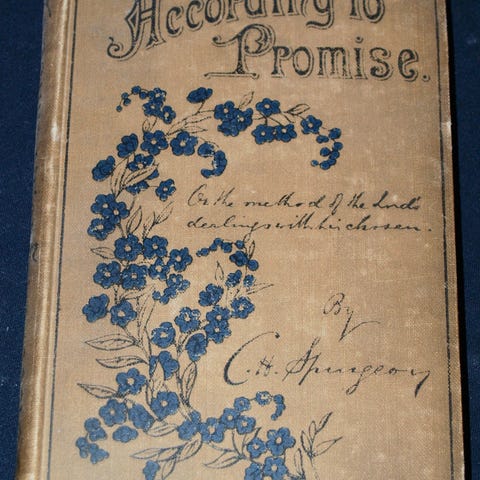 According to
Promise.
Or the method of the Lord's
dealings with his chosen.
By
C. H. Spurgeon